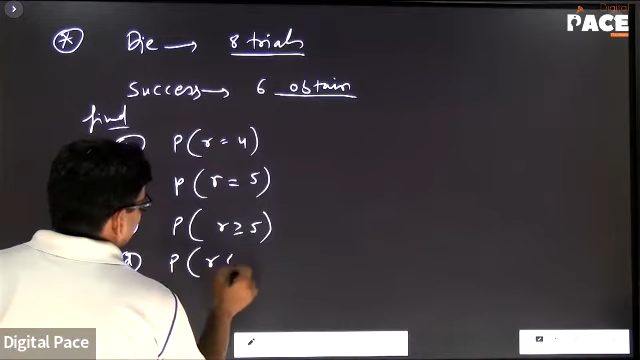 Digital
PACE
* Die → 8 trials
Success → 6 obtain
find
P(r = 4)
P(r = 5)
P(r ≥ 5)
P(r
Digital Pace